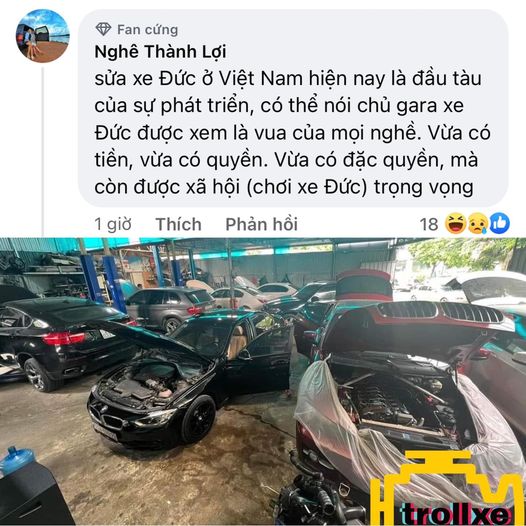 Fan cứng
Nghê Thành Lợi
sửa xe Đức ở Việt Nam hiện nay là đầu tàu
của sự phát triển, có thể nói chủ gara xe
Đức được xem là vua của mọi nghề. Vừa có
tiền, vừa có quyền. Vừa có đặc quyền, mà
còn được xã hội (chơi xe Đức) trọng vọng
1 giờ Thích Phản hồi 18
trollxe